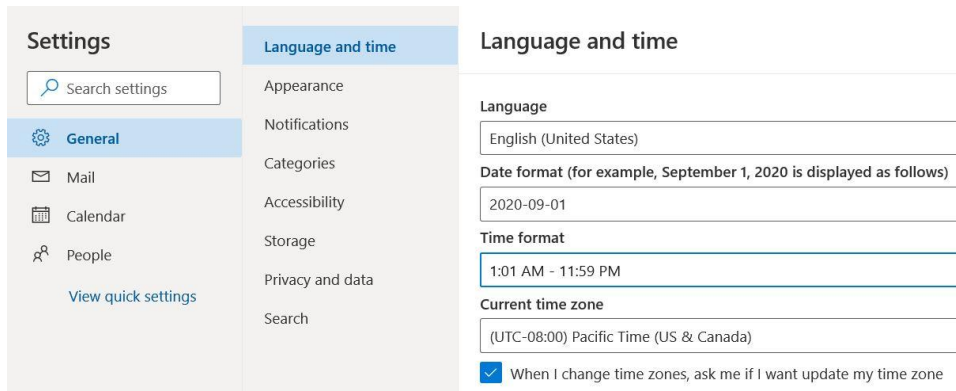 Settings
Search settings
General
Mail
Calendar
People
View quick settings
Language and time
Appearance
Notifications
Categories
Accessibility
Storage
Privacy and data
Search
Language and time
Language
English (United States)
Date format (for example, September 1, 2020 is displayed as follows)
2020-09-01
Time format
1:01 AM - 11:59 PM
Current time zone
(UTC-08:00) Pacific Time (US & Canada)
When I change time zones, ask me if I want update my time zone